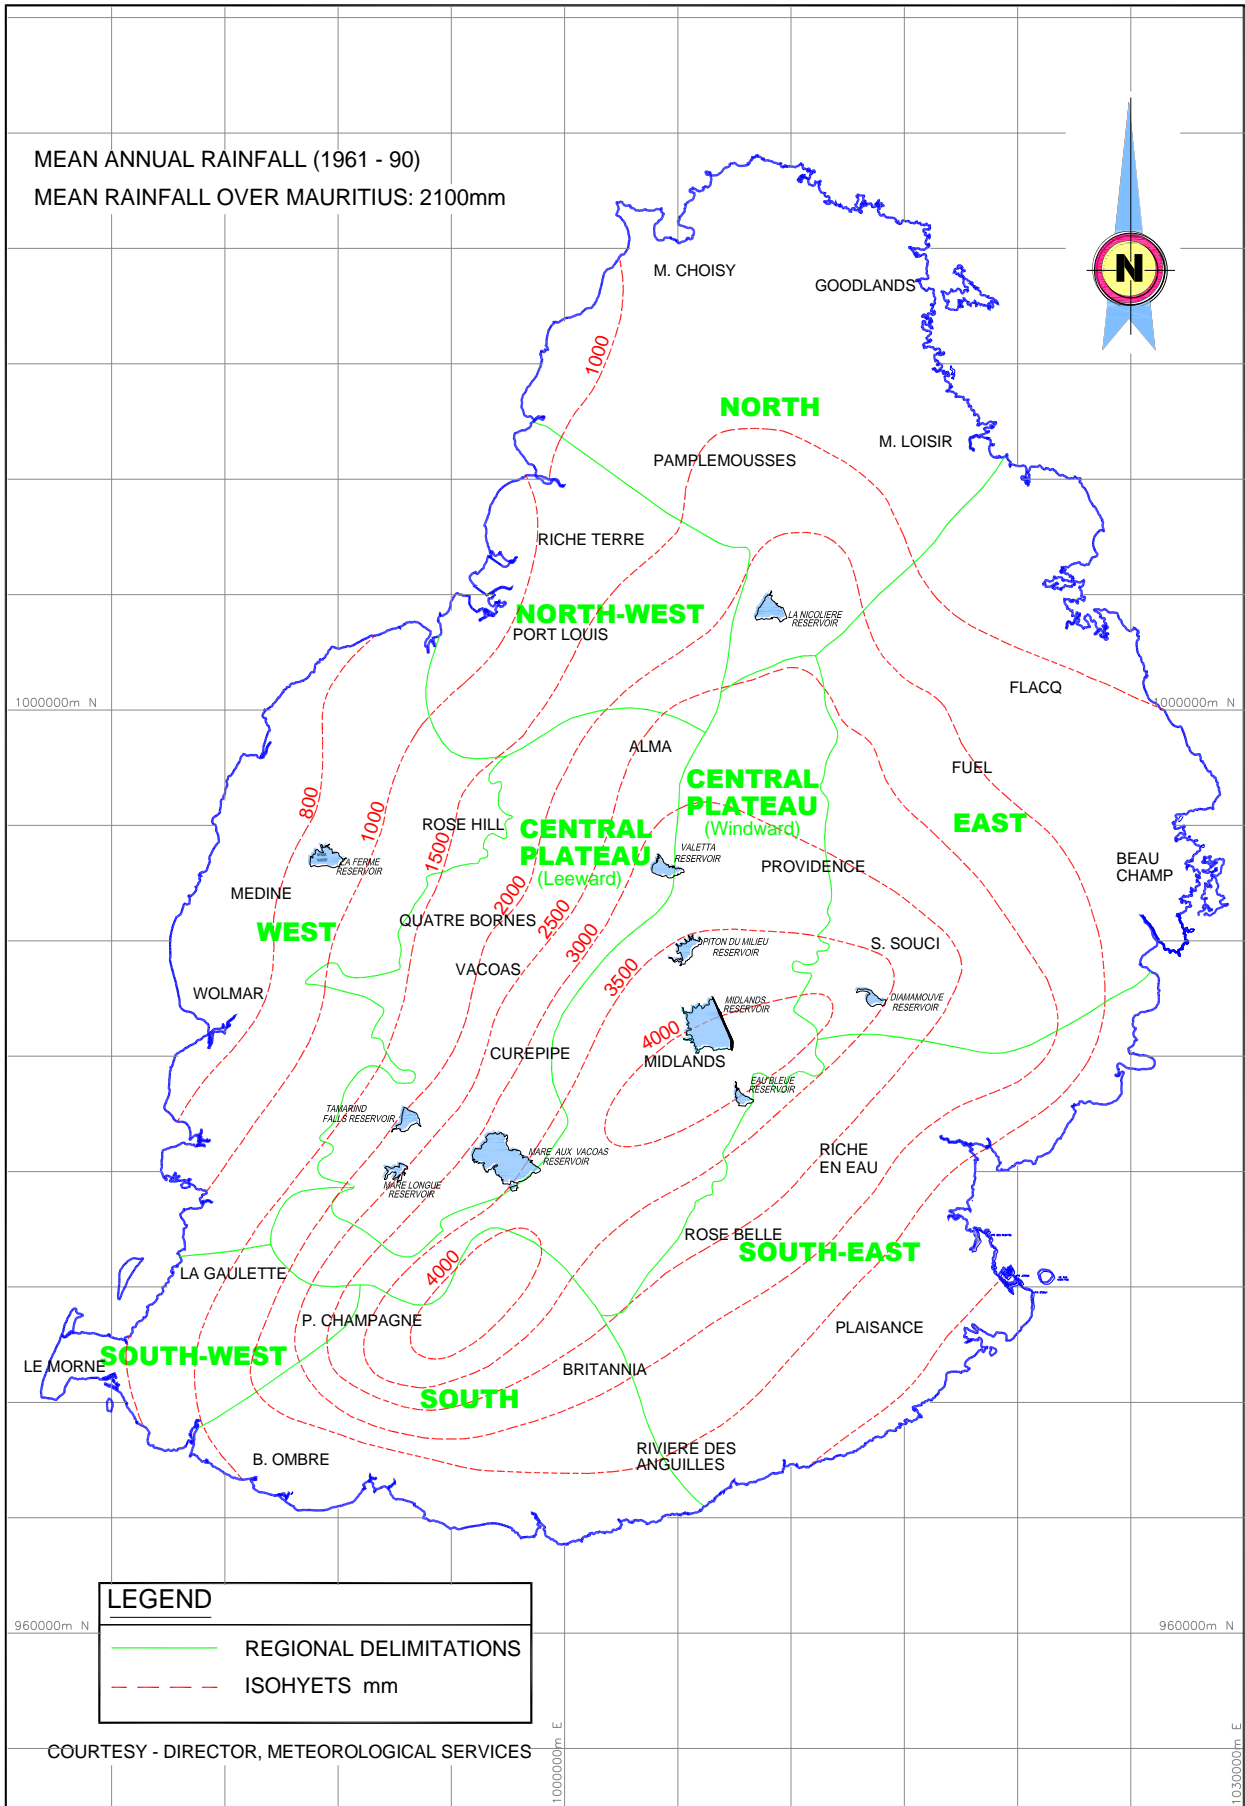 MEAN ANNUAL RAINFALL (1961 - 90)
MEAN RAINFALL OVER MAURITIUS: 2100mm
N
M. CHOISY
GOODLANDS
1000
NORTH
M. LOISIR
PAMPLEMOUSSES
RICHE TERRE
NORTH-WEST
PORT LOUIS
LA NICOLIERE
RESERVOIR
FLACQ
1000000m N
1000000m N
ALMA
FUEL
CENTRAL
PLATEAU
(Windward)
800
1000
1500
ROSE HILL
CENTRAL
PLATEAU
(Leeward)
EAST
VALETTA
RESERVOIR
LA FERME
RESERVOIR
PROVIDENCE
BEAU
CHAMP
MEDINE
2000
2500
3000
3500
QUATRE BORNES
WEST
PITON DU MILIEU
RESERVOIR
S. SOUCI
VACOAS
WOLMAR
MIDLANDS
RESERVOIR
DIAMAMOUVE
RESERVOIR
4000
CUREPIPE
MIDLANDS
EAU BLEUE
RESERVOIR
TAMARIND
FALLS RESERVOIR
MARE AUX VACOAS
RESERVOIR
RICHE
EN EAU
MARE LONGUE
RESERVOIR
ROSE BELLE
SOUTH-EAST
4000
LA GAULETTE
P. CHAMPAGNE
PLAISANCE
SOUTH-WEST
LE MORNE
BRITANNIA
SOUTH
RIVIERE DES
ANGUILLES
B. OMBRE
LEGEND
960000m N
960000m N
REGIONAL DELIMITATIONS
ISOHYETS mm
COURTESY - DIRECTOR, METEOROLOGICAL SERVICES
1000000m E
1030000m E